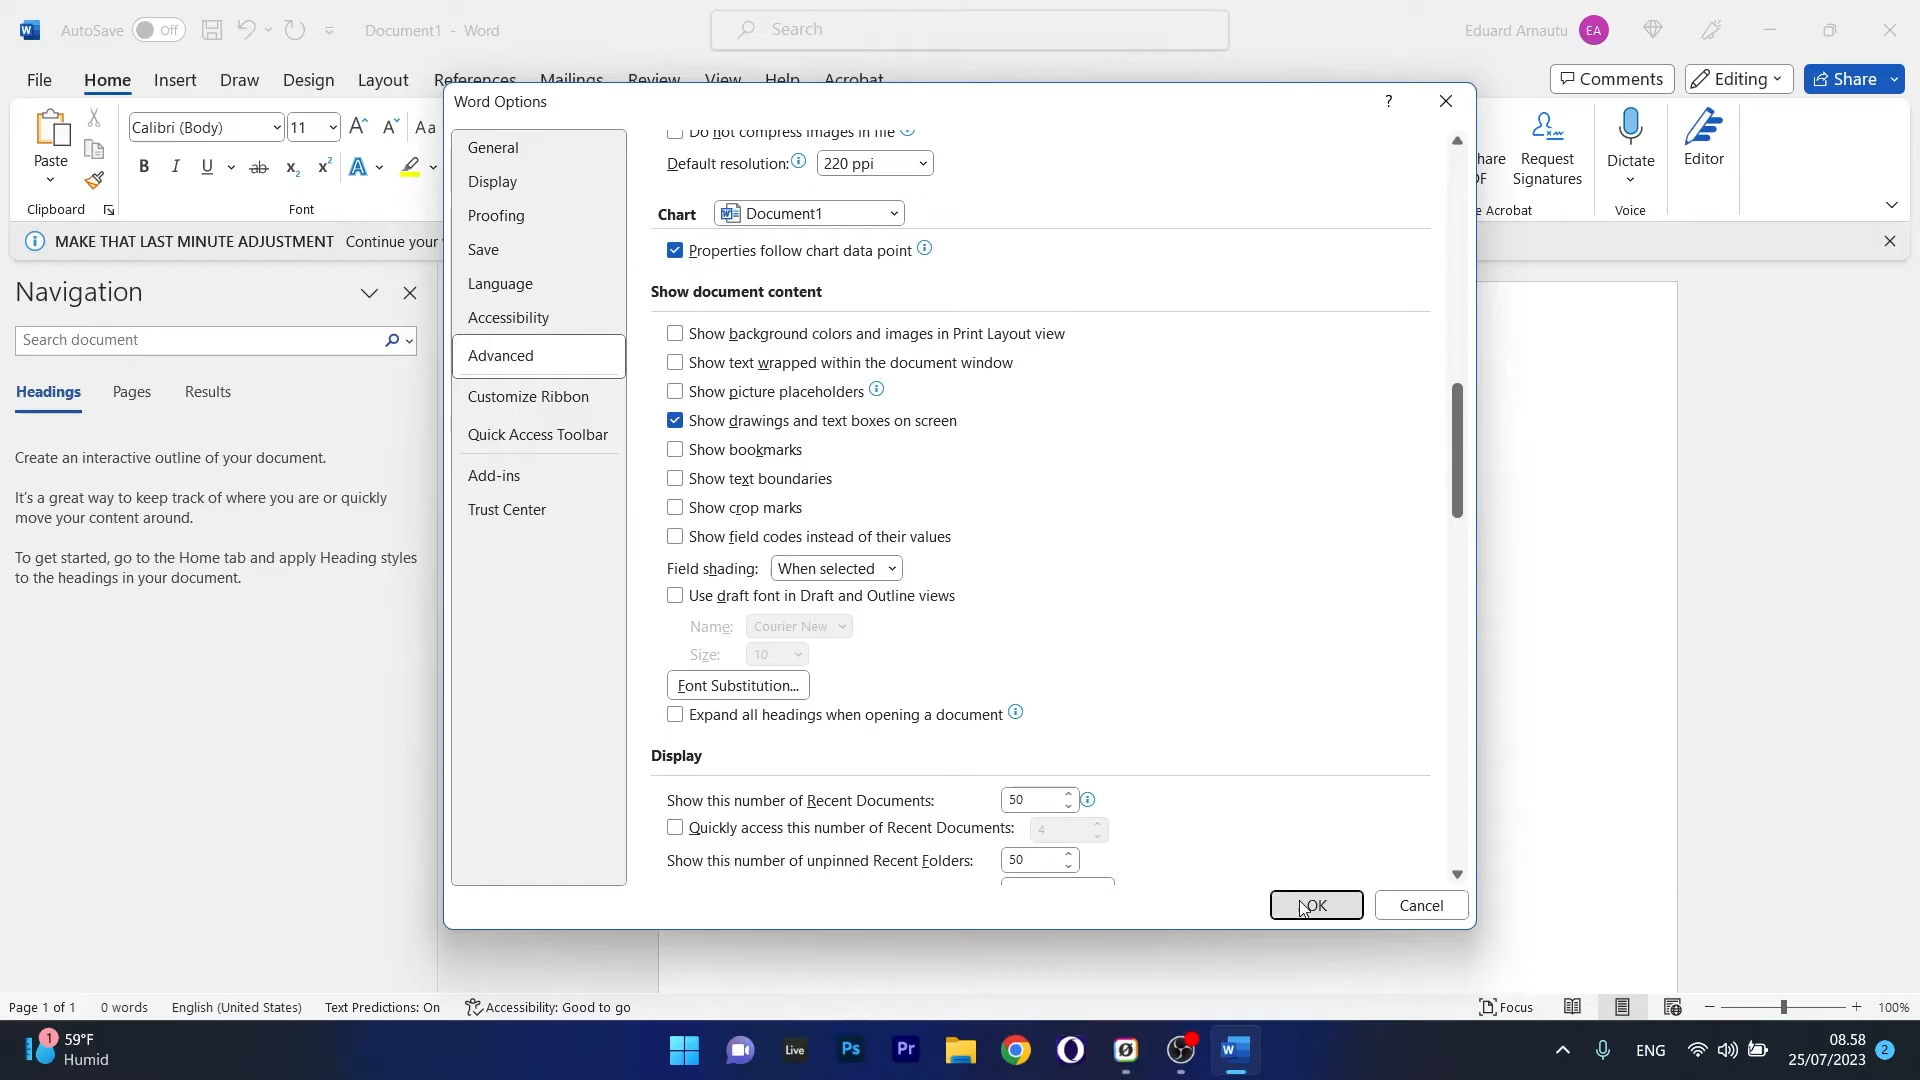 AutoSave Off Document1 - Word Search Eduard Arnautu EA
File Home Insert Draw Design Layout References Mailings Review View Help Acrobat Comments Editing Share
Calibri (Body) 11 Aa
Paste
Clipboard Font
Request Signatures
Dictate
Editor
Voice
MAKE THAT LAST MINUTE ADJUSTMENT Continue your
Navigation
Search document
Headings Pages Results
Create an interactive outline of your document.
It's a great way to keep track of where you are or quickly
move your content around.
To get started, go to the Home tab and apply Heading styles
to the headings in your document.
Word Options
General
Display
Proofing
Save
Language
Accessibility
Advanced
Customize Ribbon
Quick Access Toolbar
Add-ins
Trust Center
Do not compress images in file
Default resolution: 220 ppi
Chart Document1
Properties follow chart data point
Show document content
Show background colors and images in Print Layout view
Show text wrapped within the document window
Show picture placeholders
Show drawings and text boxes on screen
Show bookmarks
Show text boundaries
Show crop marks
Show field codes instead of their values
Field shading: When selected
Use draft font in Draft and Outline views
Name: Courier New
Size: 10
Font Substitution...
Expand all headings when opening a document
Display
Show this number of Recent Documents: 50
Quickly access this number of Recent Documents: 4
Show this number of unpinned Recent Folders: 50
OK Cancel
Page 1 of 1 0 words English (United States) Text Predictions: On Accessibility: Good to go Focus 100%
1 59°F
Humid
Live Ps Pr
ENG
08.58
25/07/2023 2